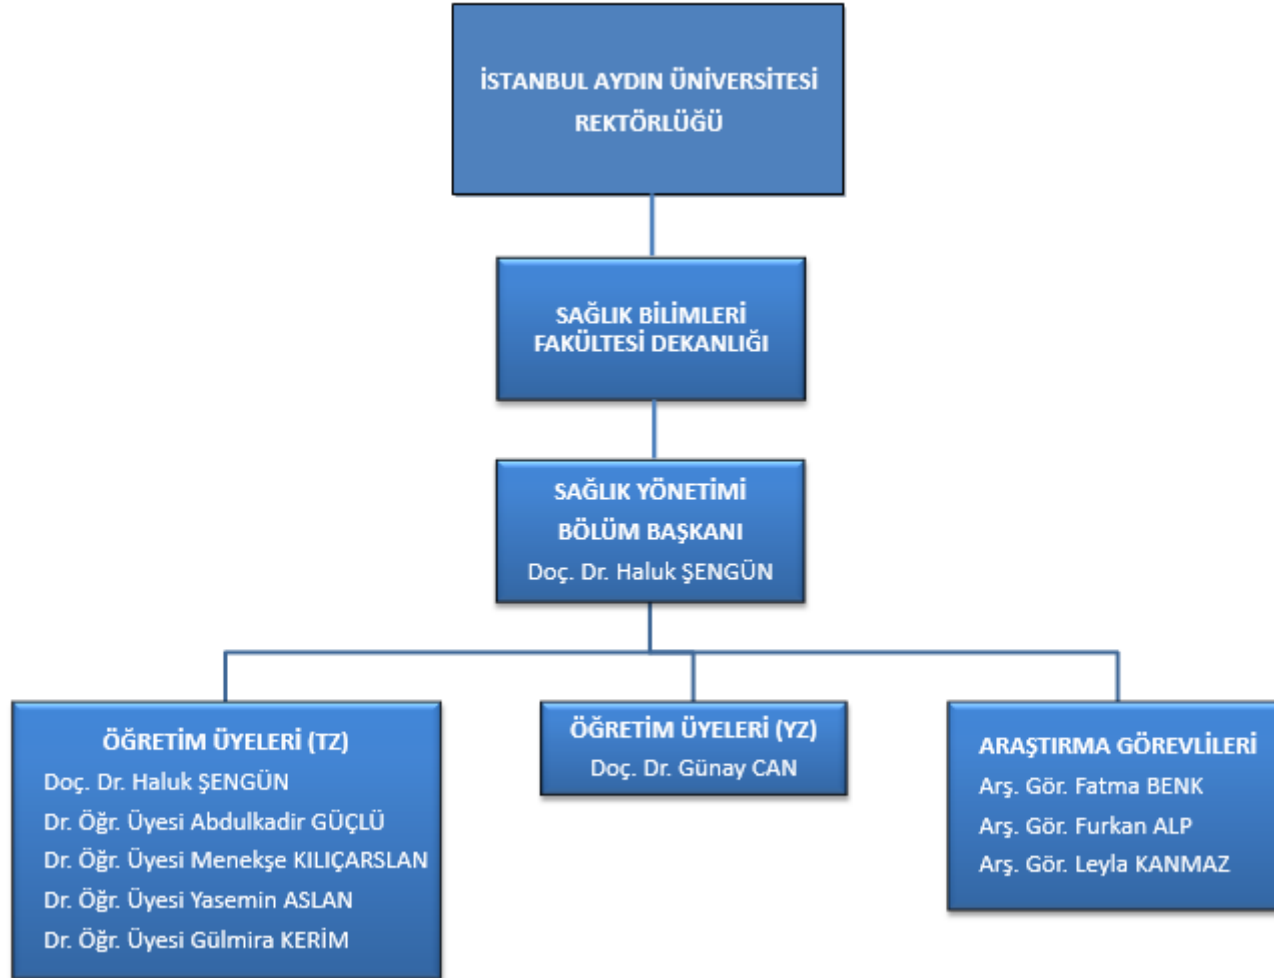 İSTANBUL AYDIN ÜNİVERSİTESİ
REKTÖRLÜĞÜ
SAĞLIK BİLİMLERİ
FAKÜLTESİ DEKANLIĞI
SAĞLIK YÖNETİMİ
BÖLÜM BAŞKANI
Doç. Dr. Haluk ŞENGÜN
ÖĞRETİM ÜYELERİ (TZ)
Doç. Dr. Haluk ŞENGÜN
Dr. Öğr. Üyesi Abdulkadir GÜÇLÜ
Dr. Öğr. Üyesi Menekşe KILIÇARSLAN
Dr. Öğr. Üyesi Yasemin ASLAN
Dr. Öğr. Üyesi Gülmira KERİM
ÖĞRETİM ÜYELERİ (YZ)
Doç. Dr. Günay CAN
ARAŞTIRMA GÖREVLİLERİ
Arş. Gör. Fatma BENK
Arş. Gör. Furkan ALP
Arş. Gör. Leyla KANMAZ